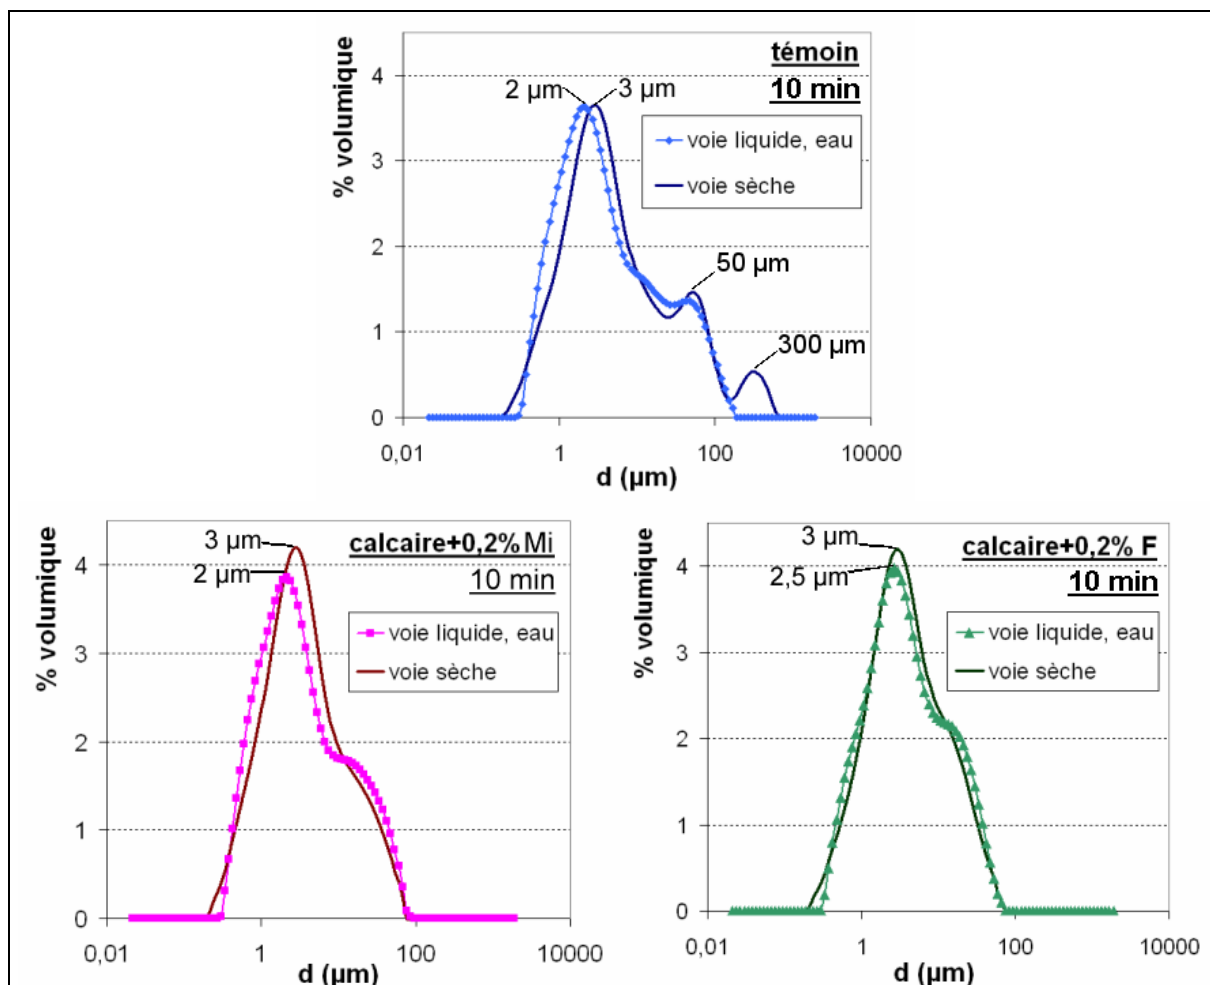 témoin
10 min
% volumique
4
3
2
1
0
2 µm
3 µm
50 µm
300 µm
voie liquide, eau
voie sèche
0,01
1
100
10000
d (µm)
calcaire+0,2% Mi
10 min
% volumique
4
3
2
1
0
3 µm
2 µm
voie liquide, eau
voie sèche
0,01
1
100
10000
d (µm)
calcaire+0,2% F
10 min
% volumique
4
3
2
1
0
3 µm
2,5 µm
voie liquide, eau
voie sèche
0,01
1
100
10000
d (µm)